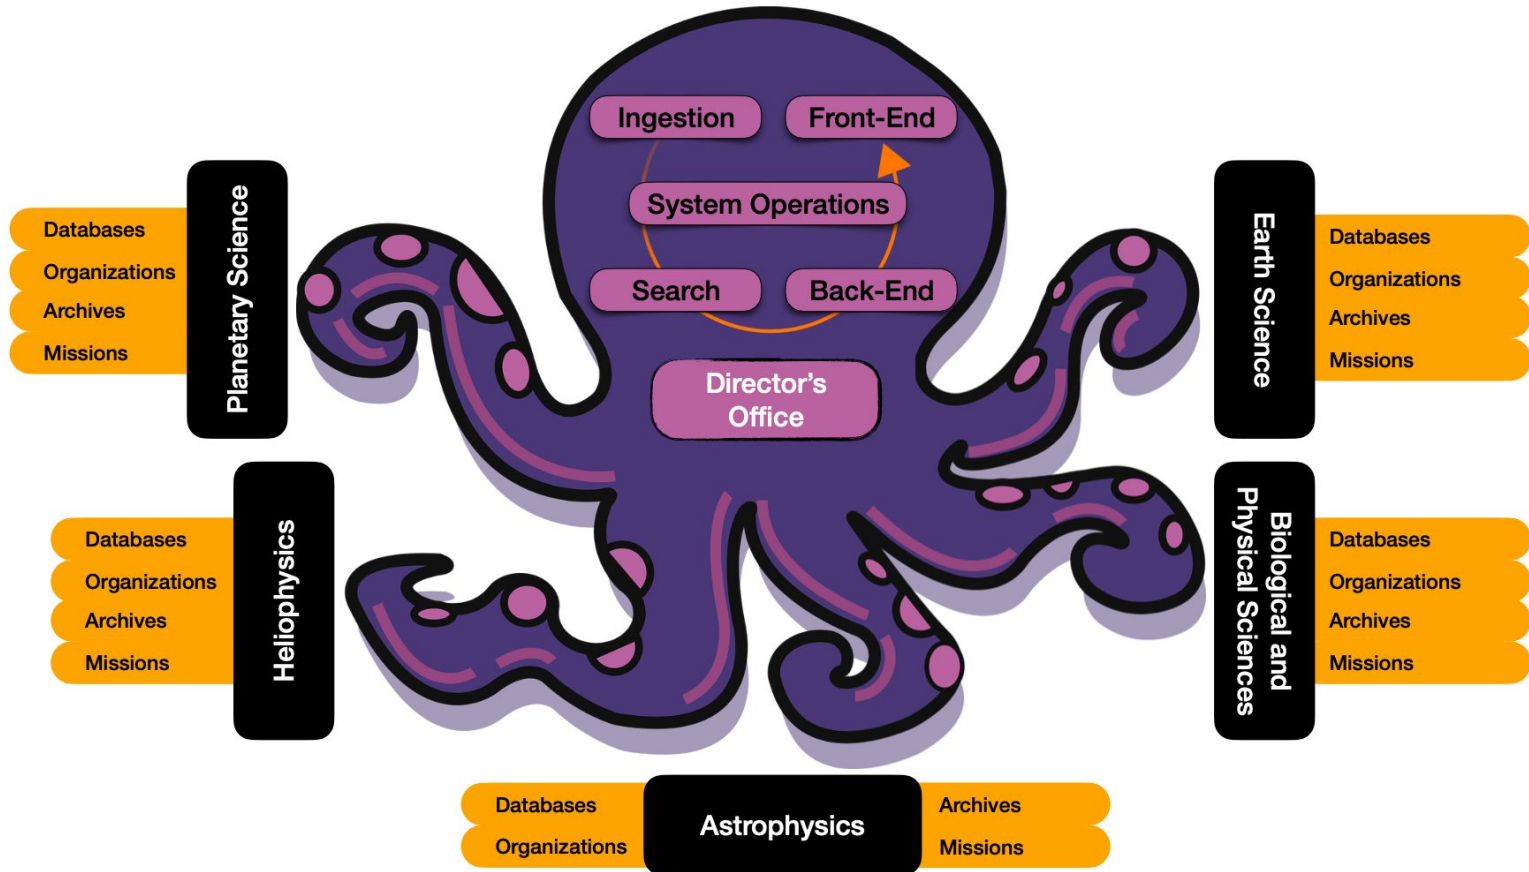 Ingestion
Front-End
System Operations
Search
Back-End
Director's
Office
Planetary Science
Databases
Organizations
Archives
Missions
Earth Science
Databases
Organizations
Archives
Missions
Heliophysics
Databases
Organizations
Archives
Missions
Biological and
Physical Sciences
Databases
Organizations
Archives
Missions
Astrophysics
Databases
Organizations
Archives
Missions